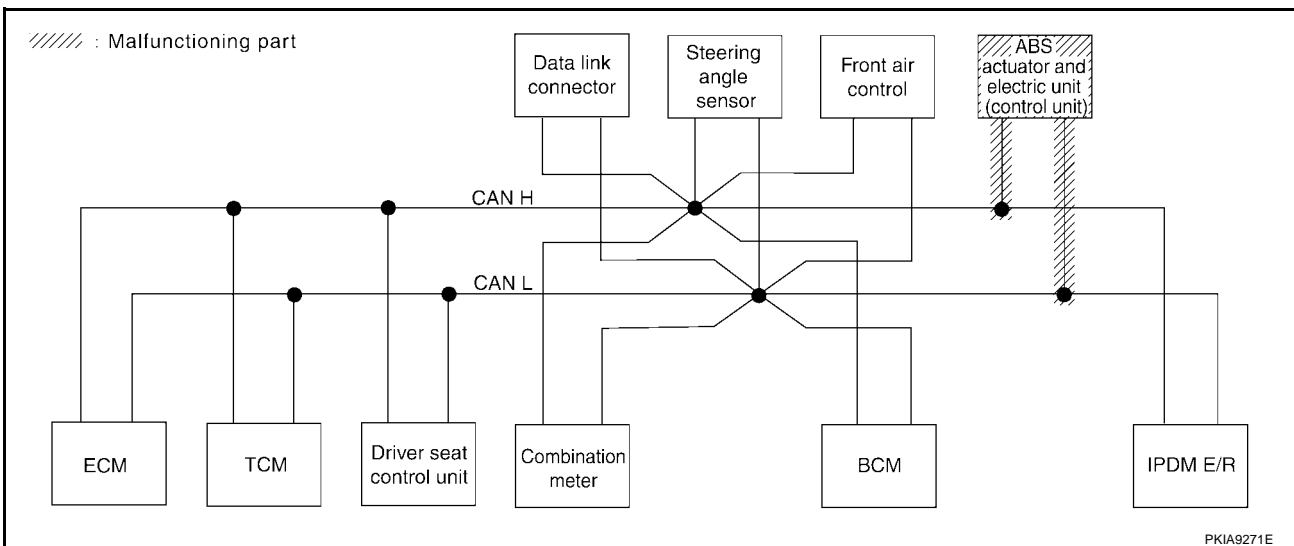 : Malfunctioning part
Data link
connector
Steering
angle
sensor
Front air
control
ABS
actuator and
electric unit
(control unit)
CAN H
CAN L
ECM
TCM
Driver seat
control unit
Combination
meter
BCM
IPDM E/R
PKIA9271E